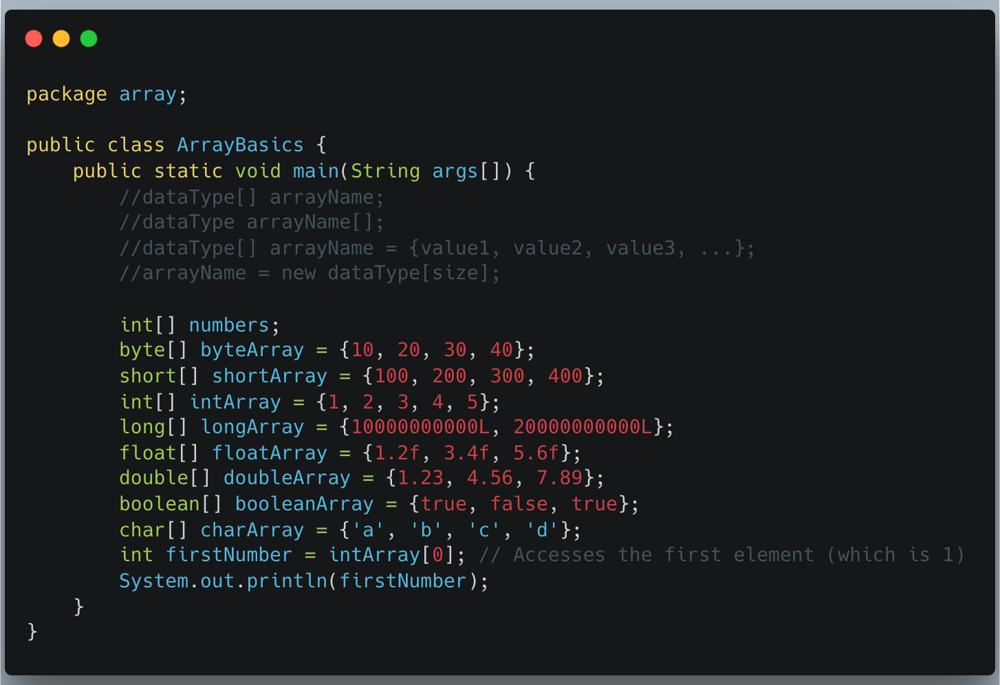 package array;

public class ArrayBasics {
    public static void main(String args[]) {
        //dataType[] arrayName;
        //dataType arrayName[];
        //dataType[] arrayName = {value1, value2, value3, ...};
        //arrayName = new dataType[size];

        int[] numbers;
        byte[] byteArray = {10, 20, 30, 40};
        short[] shortArray = {100, 200, 300, 400};
        int[] intArray = {1, 2, 3, 4, 5};
        long[] longArray = {10000000000L, 20000000000L};
        float[] floatArray = {1.2f, 3.4f, 5.6f};
        double[] doubleArray = {1.23, 4.56, 7.89};
        boolean[] booleanArray = {true, false, true};
        char[] charArray = {'a', 'b', 'c', 'd'};
        int firstNumber = intArray[0]; // Accesses the first element (which is 1)
        System.out.println(firstNumber);
    }
}